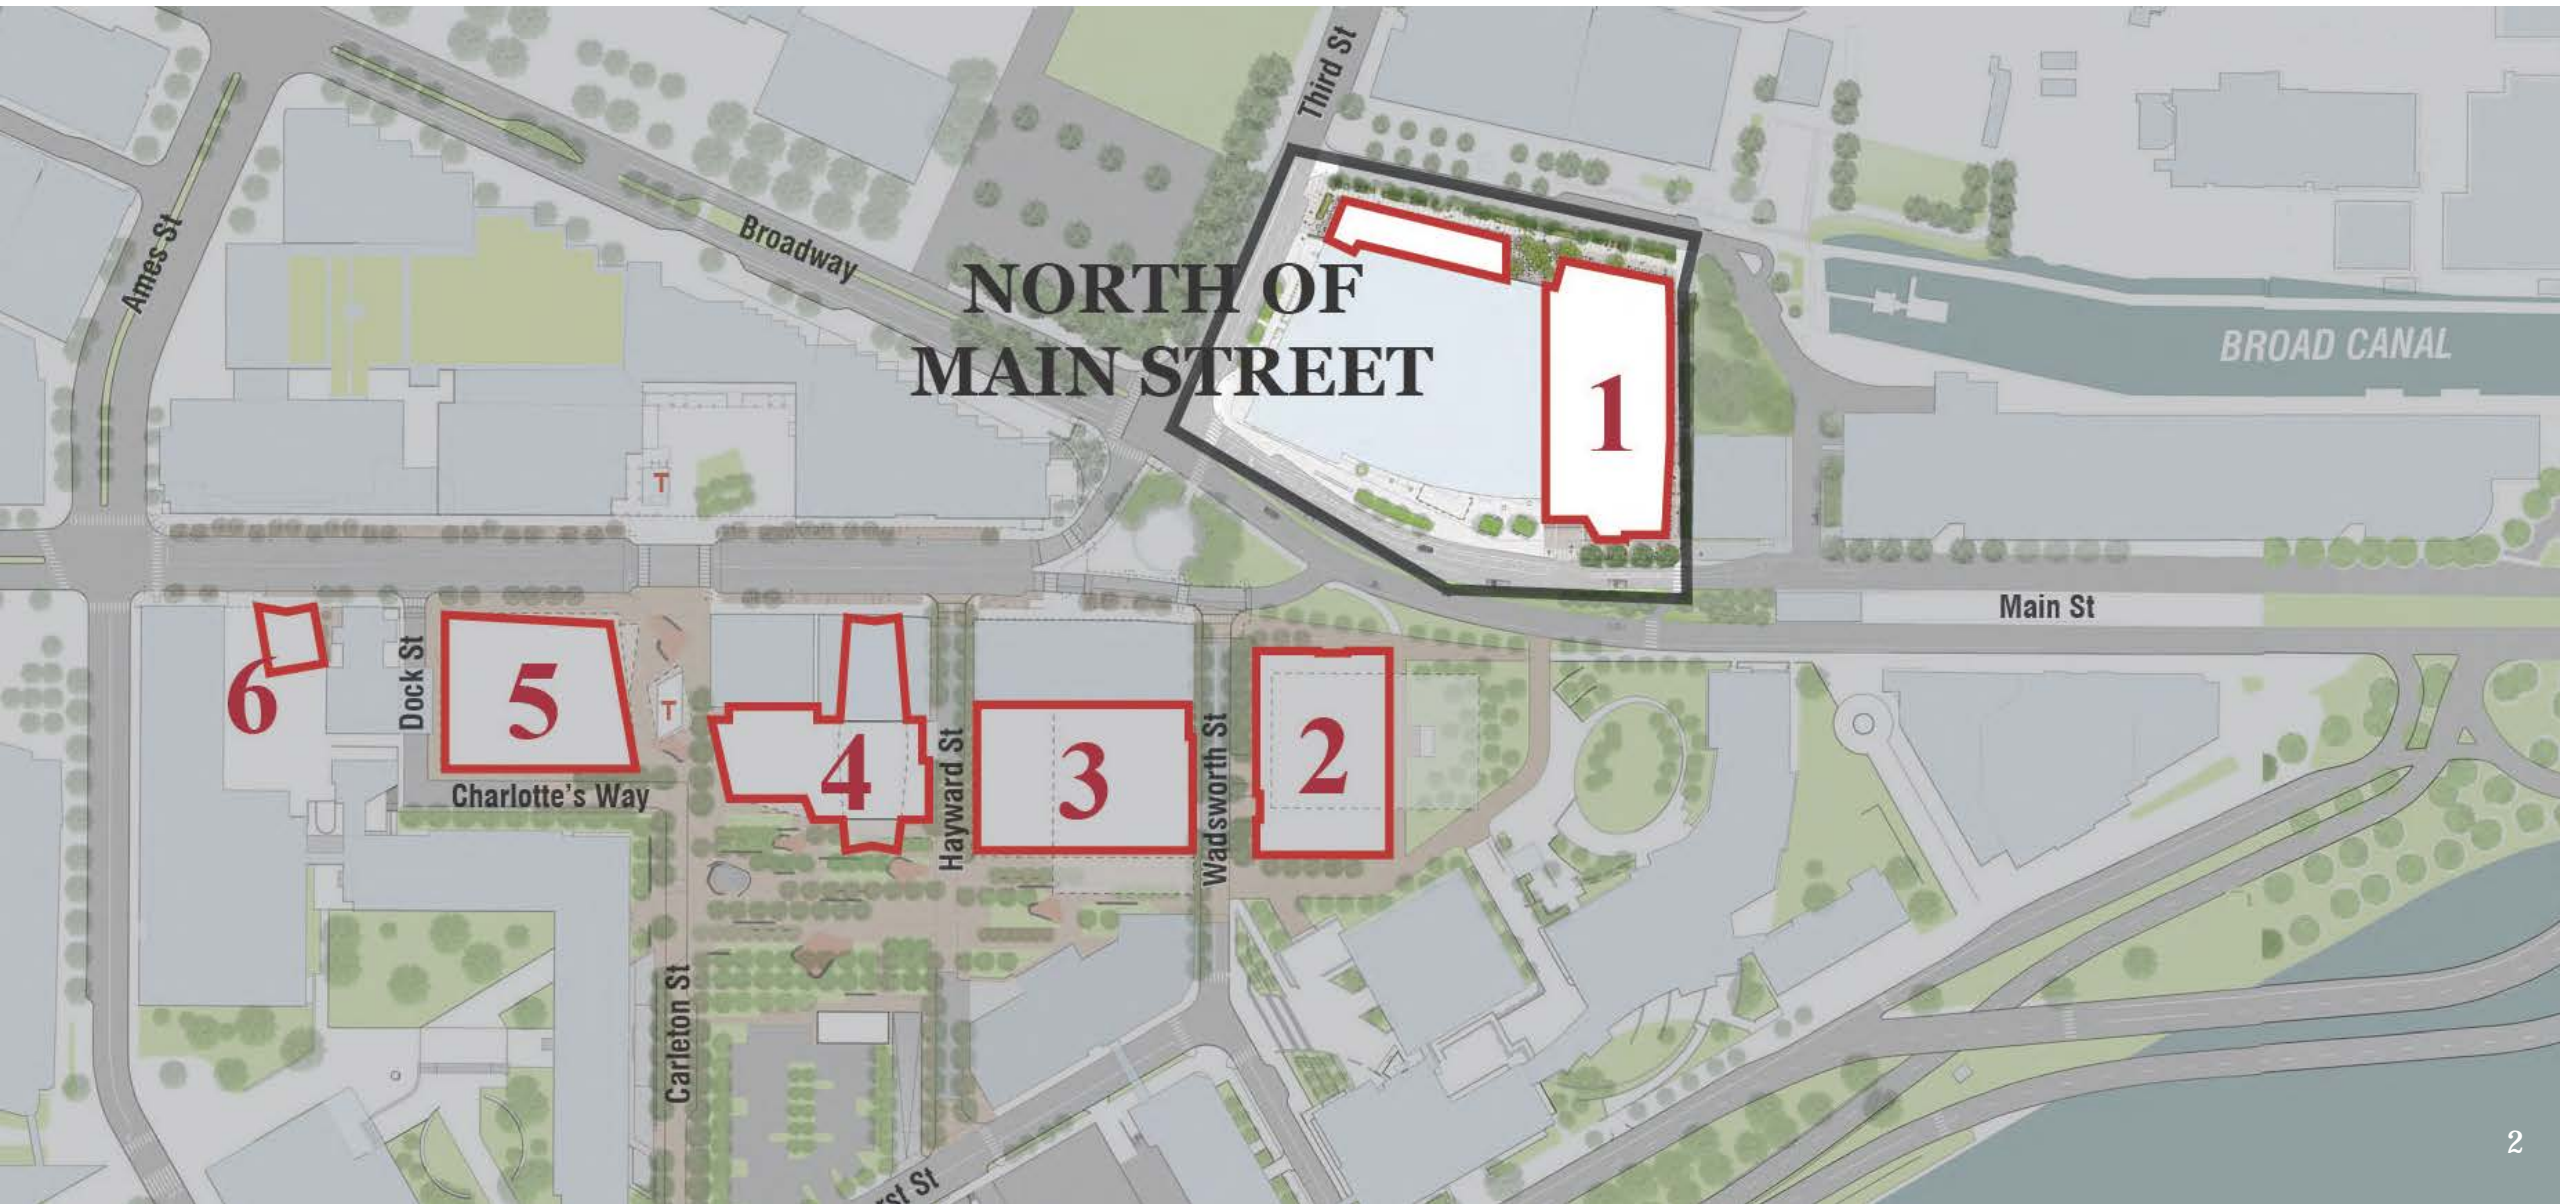 Third St
Ames St
Broadway
NORTH OF
MAIN STREET
BROAD CANAL
1
T
Main St
6
Dock St
5
T
4
Hayward St
3
Wadsworth St
2
Charlotte's Way
Carleton St
St
2